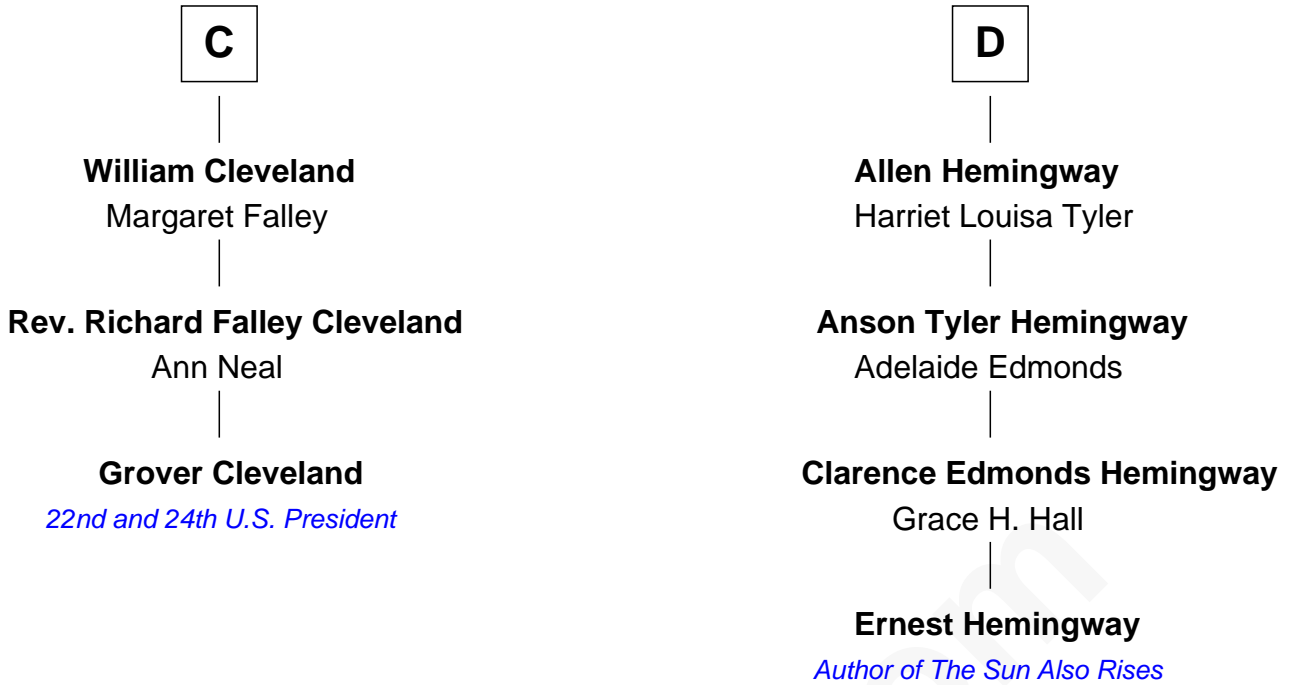 C
William Cleveland
Margaret Falley
Rev. Richard Falley Cleveland
Ann Neal
Grover Cleveland
22nd and 24th U.S. President
D
Allen Hemingway
Harriet Louisa Tyler
Anson Tyler Hemingway
Adelaide Edmonds
Clarence Edmonds Hemingway
Grace H. Hall
Ernest Hemingway
Author of The Sun Also Rises